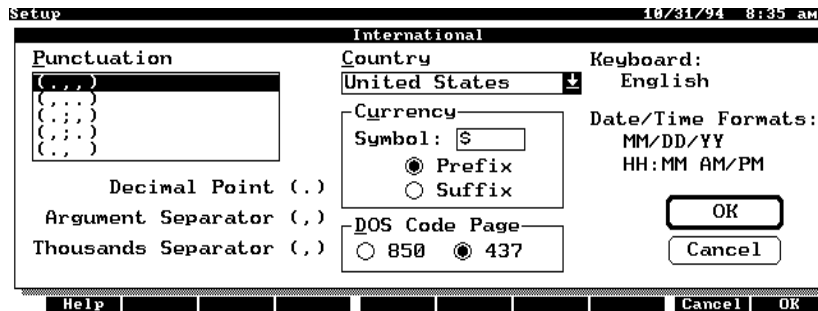 Setup 10/31/94 8:35 am
International
Punctuation
(.,,)
(,..)
(.;,)
(,;.)
(., )
Decimal Point (.)
Argument Separator (,)
Thousands Separator (,)
Country
United States
Currency
Symbol: $
Prefix
Suffix
DOS Code Page
850 437
Keyboard:
English
Date/Time Formats:
MM/DD/YY
HH:MM AM/PM
OK
Cancel
Help Cancel OK